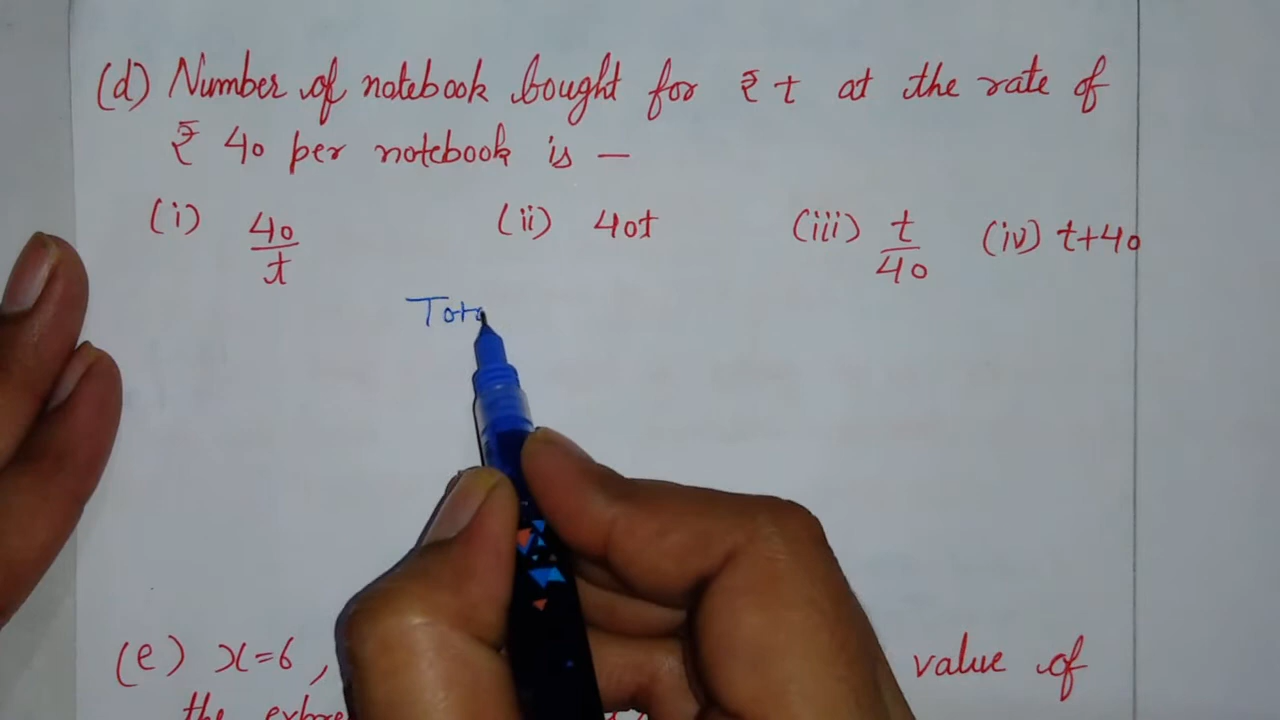 (d) Number of notebook bought for ₹ t at the rate of
₹ 40 per notebook is —
(i) 40/t (ii) 40t (iii) t/40 (iv) t+40
Tota
(e) x=6, value of
the